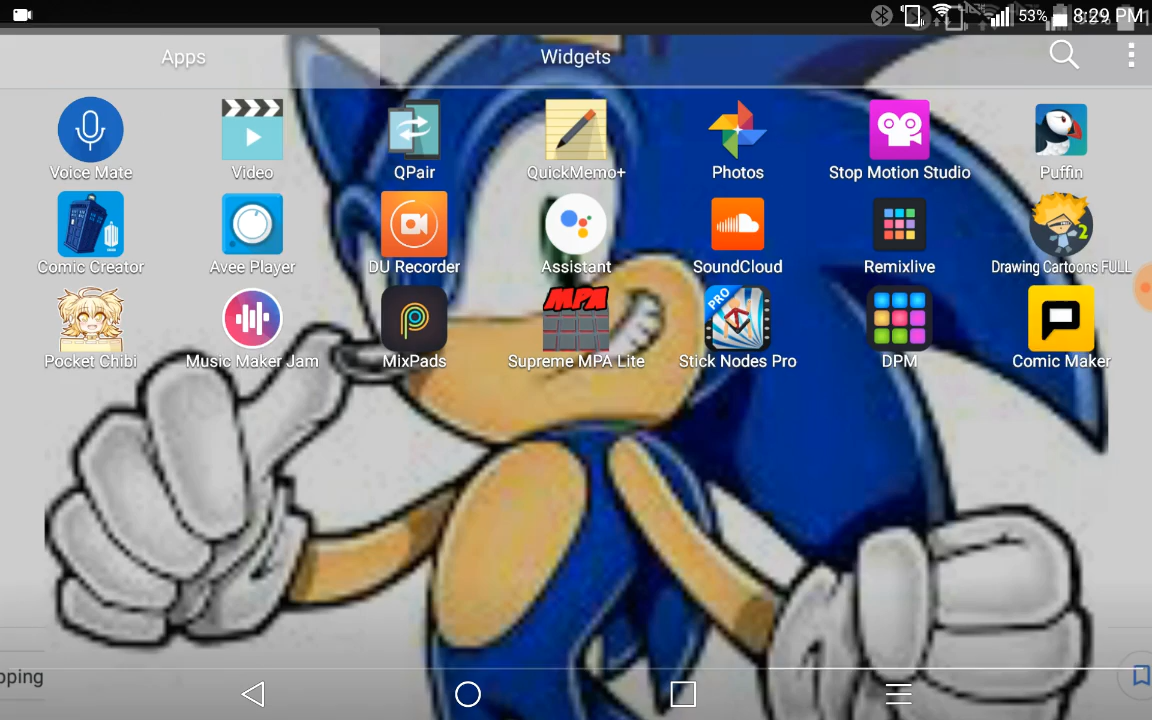 53% 8:29 PM
Apps Widgets
Voice Mate Video QPair QuickMemo+ Photos Stop Motion Studio Puffin
Comic Creator Avee Player DU Recorder Assistant SoundCloud Remixlive Drawing Cartoons FULL
2
MPA
PRO
Pocket Chibi Music Maker Jam MixPads Supreme MPA Lite Stick Nodes Pro DPM Comic Maker
pping